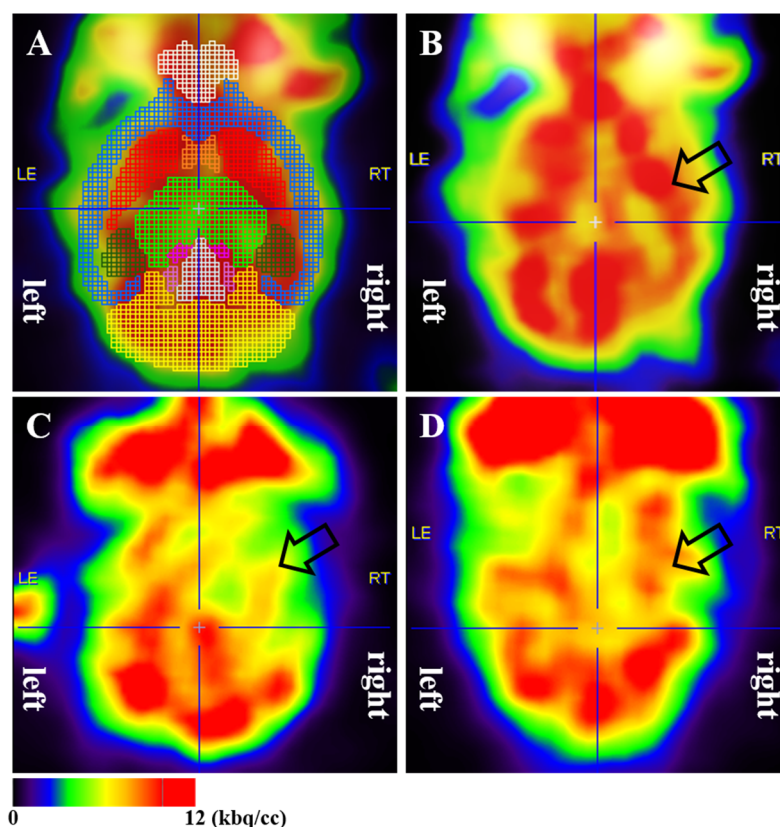 A
LE
RT
left
right
B
LE
RT
left
right
C
LE
RT
left
right
D
LE
RT
left
right
0
12 (kbq/cc)